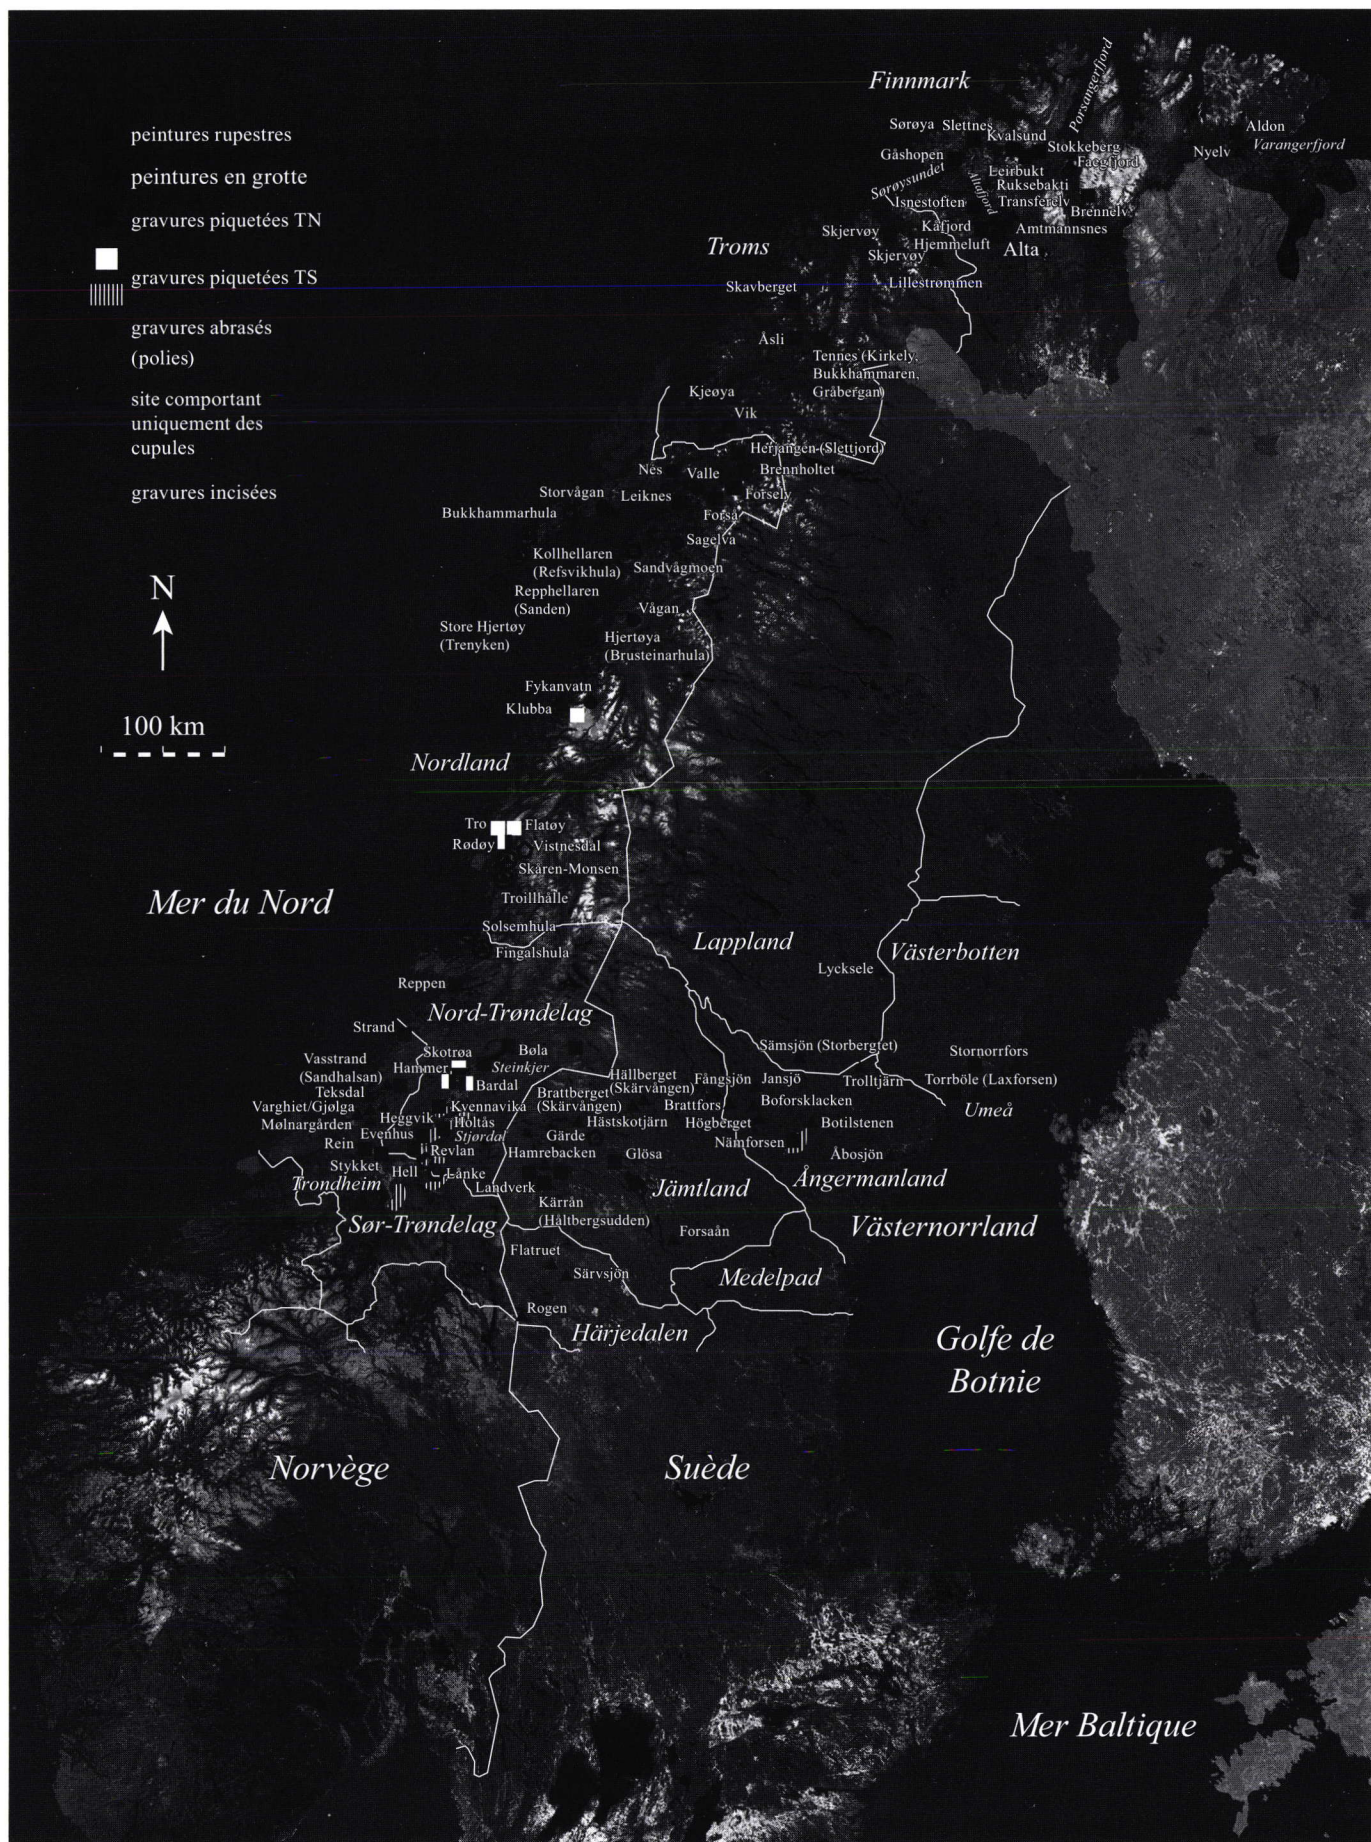 Finnmark
Porsangerfjord
Sørøya
Slettnes
Kvalsund
Aldon
Varangerfjord
Stokkeberg
Nyelv
Gåshopen
Faegfjord
Leirbukt
Sørøysundet
Altafjord
Ruksebakti
Isnestoften
Transferelv
Brennelv
Kåfjord
Amtmannsnes
Skjervøy
Hjemmeluft
Alta
Troms
Skjervøy
Skavberget
Lillestrømmen
Åsli
Tennes (Kirkely,
Bukkhammaren,
Gråbergan)
Kjeøya
Vik
peintures rupestres
peintures en grotte
gravures piquetées TN
gravures piquetées TS
gravures abrasés
(polies)
site comportant
uniquement des
cupules
gravures incisées
N
100 km
Herjangen (Slettjord)
Nes
Valle
Brennholtet
Storvågan
Leiknes
Forsely
Bukkhammarhula
Forså
Sagelva
Kollhellaren
(Refsvikhula)
Sandvågmoen
Repphellaren
(Sanden)
Vågan
Store Hjertøy
(Trenyken)
Hjertøya
(Brusteinarhula)
Fykanvatn
Klubba
Nordland
Tro
Flatøy
Rødøy
Vistnesdal
Skåren-Monsen
Mer du Nord
Troillhålle
Solsemhula
Fingalshula
Lappland
Västerbotten
Lycksele
Reppen
Nord-Trøndelag
Strand
Skotrøa
Bøla
Sämsjön (Storbergtet)
Stornorrfors
Vasstrand
(Sandhalsan)
Hammer
Steinkjer
Hällberget
(Skärvången)
Fångsjön
Jansjö
Trolltjärn
Torrböle (Laxforsen)
Teksdal
Bardal
Brattberget
(Skärvången)
Boforsklacken
Varghiet/Gjølga
Kvennavika
Brattfors
Umeå
Mølnargården
Heggvik
Holtås
Hästskotjärn
Högberget
Botilstenen
Evenhus
Stjørdal
Gärde
Nämforsen
Rein
Revlan
Hamrebacken
Glösa
Åbosjön
Stykket
Hell
Lånke
Trondheim
Landverk
Jämtland
Ångermanland
Kärrån
(Håltbergsudden)
Sør-Trøndelag
Forsaån
Västernorrland
Flatruet
Särvsjön
Medelpad
Rogen
Härjedalen
Golfe de
Botnie
Norvège
Suède
Mer Baltique